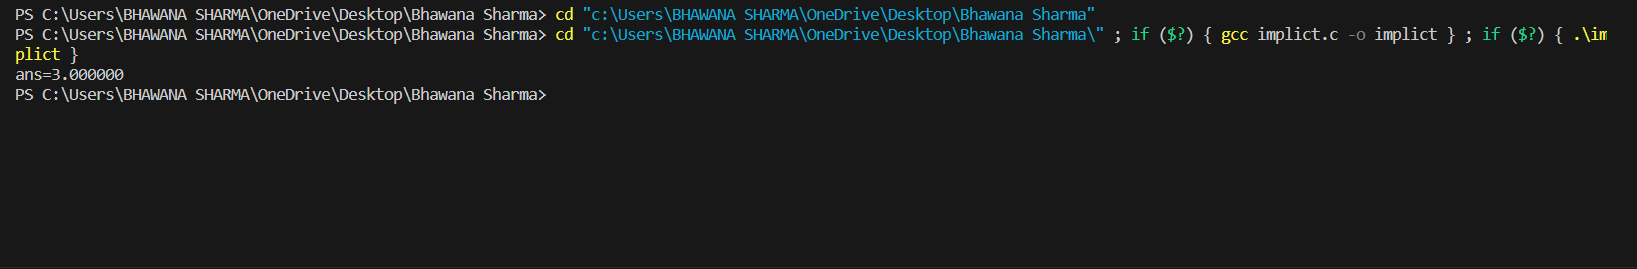 PS C:\Users\BHAWANA SHARMA\OneDrive\Desktop\Bhawana Sharma> cd "c:\Users\BHAWANA SHARMA\OneDrive\Desktop\Bhawana Sharma"
PS C:\Users\BHAWANA SHARMA\OneDrive\Desktop\Bhawana Sharma> cd "c:\Users\BHAWANA SHARMA\OneDrive\Desktop\Bhawana Sharma\" ; if ($?) { gcc implict.c -o implict } ; if ($?) { .\im
plict }
ans=3.000000
PS C:\Users\BHAWANA SHARMA\OneDrive\Desktop\Bhawana Sharma>